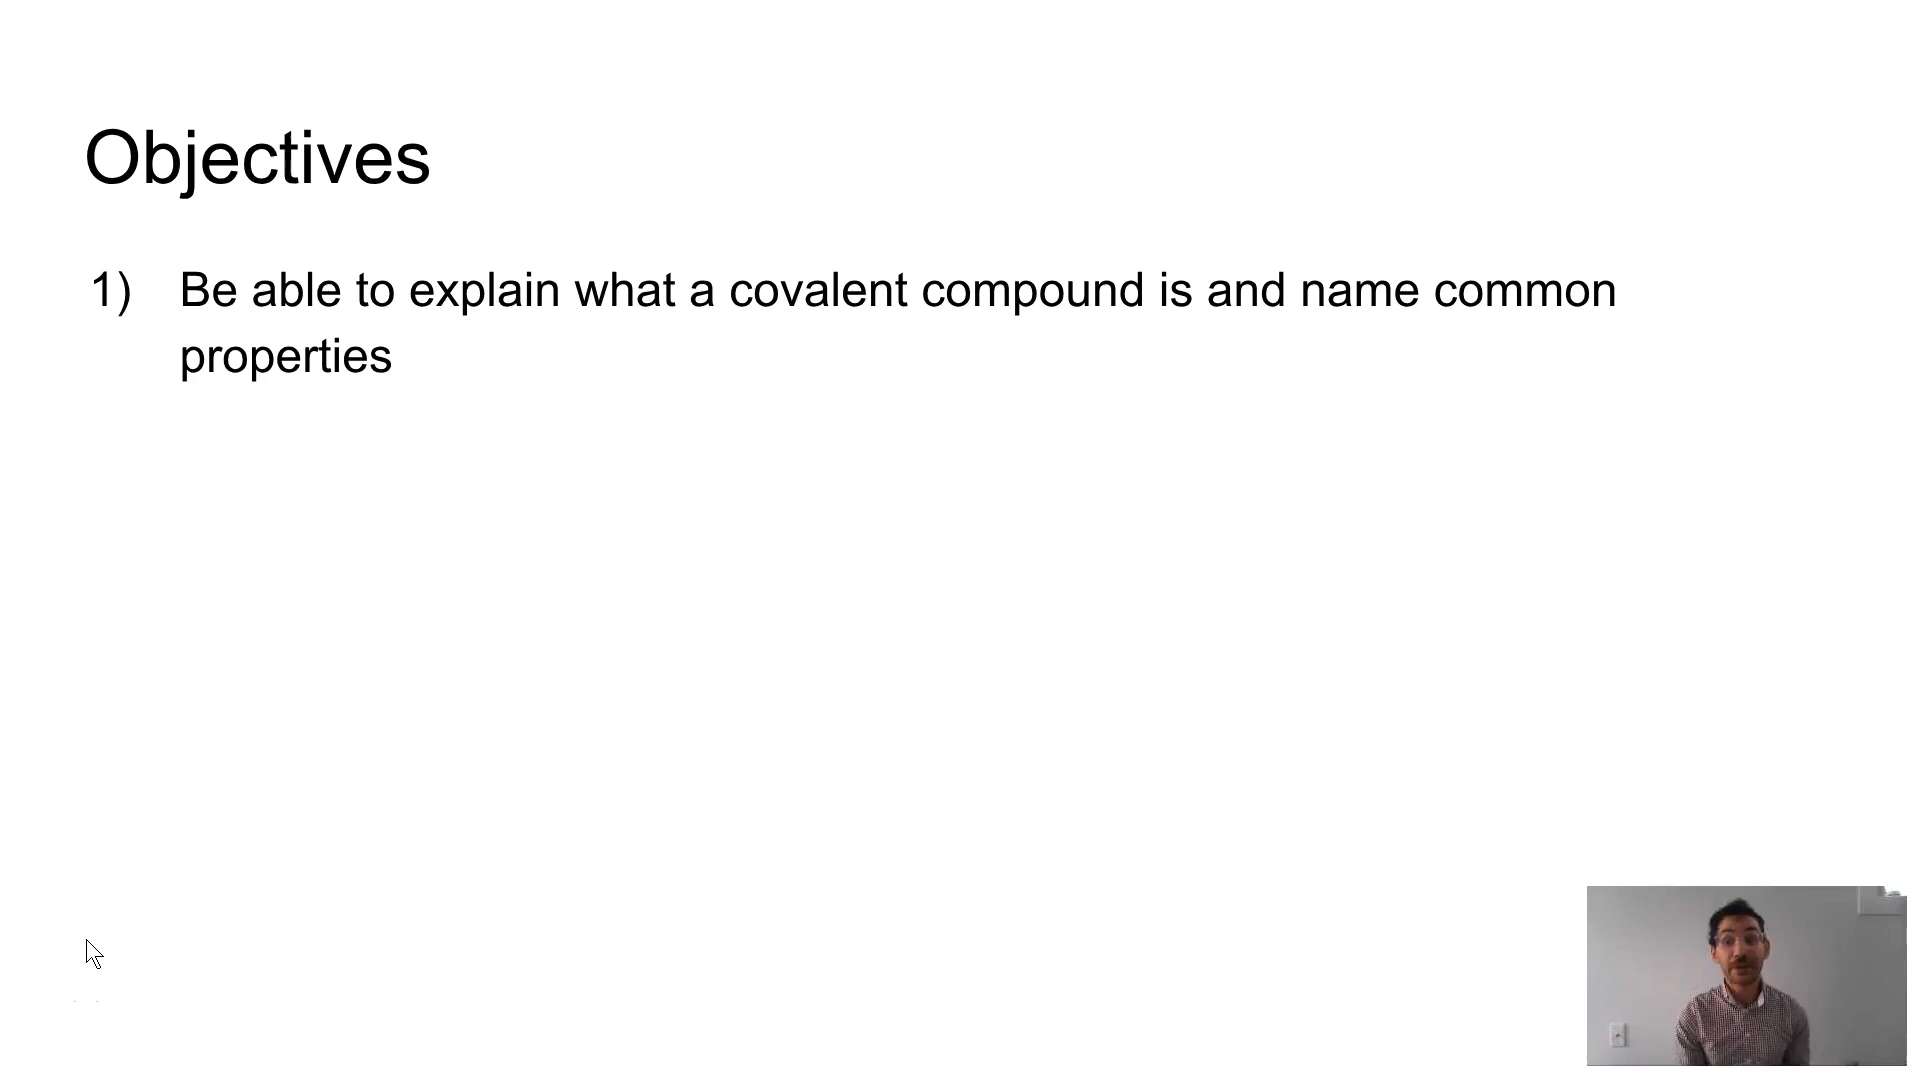 Objectives
1) Be able to explain what a covalent compound is and name common
properties